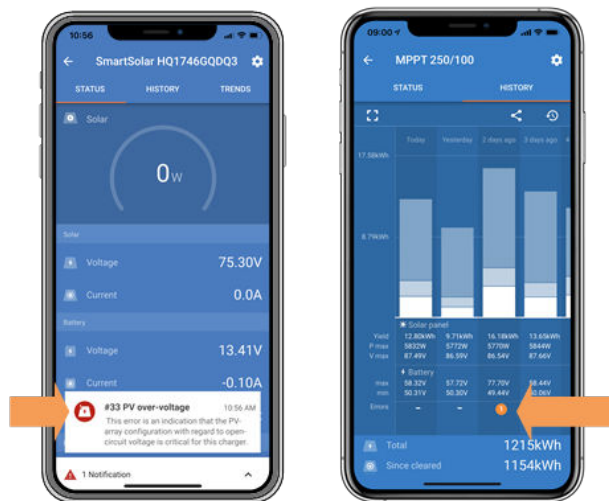 10:56
SmartSolar HQ1746GQDQ3
STATUS HISTORY TRENDS
Solar
0W
Solar
Voltage 75.30V
Current 0.0A
Battery
Voltage 13.41V
Current -0.10A
#33 PV over-voltage 10:56 AM
This error is an indication that the PV-
array configuration with regard to open-
circuit voltage is critical for this charger.
1 Notification
09:00
MPPT 250/100
STATUS HISTORY
Today Yesterday 2 days ago 3 days ago
17.58kWh
8.79kWh
Solar panel
Yield 12.80kWh 9.71kWh 16.18kWh 13.65kWh
P max 5832W 5772W 5770W 5844W
V max 87.49V 86.59V 86.54V 87.66V
Battery
max 58.32V 57.72V 77.70V 58.44V
min 50.31V 50.30V 49.44V
Errors - - 1
Total 1215kWh
Since cleared 1154kWh